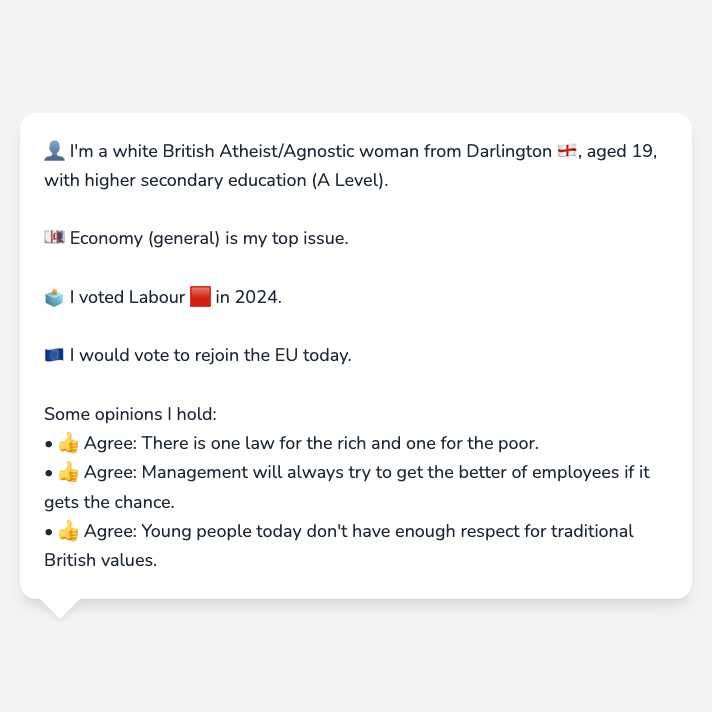 👤 I'm a white British Atheist/Agnostic woman from Darlington 🏴󠁧󠁢󠁥󠁮󠁧󠁿, aged 19,
with higher secondary education (A Level).
💷 Economy (general) is my top issue.
🗳️ I voted Labour 🟥 in 2024.
🇪🇺 I would vote to rejoin the EU today.
Some opinions I hold:
• 👍 Agree: There is one law for the rich and one for the poor.
• 👍 Agree: Management will always try to get the better of employees if it
gets the chance.
• 👍 Agree: Young people today don't have enough respect for traditional
British values.